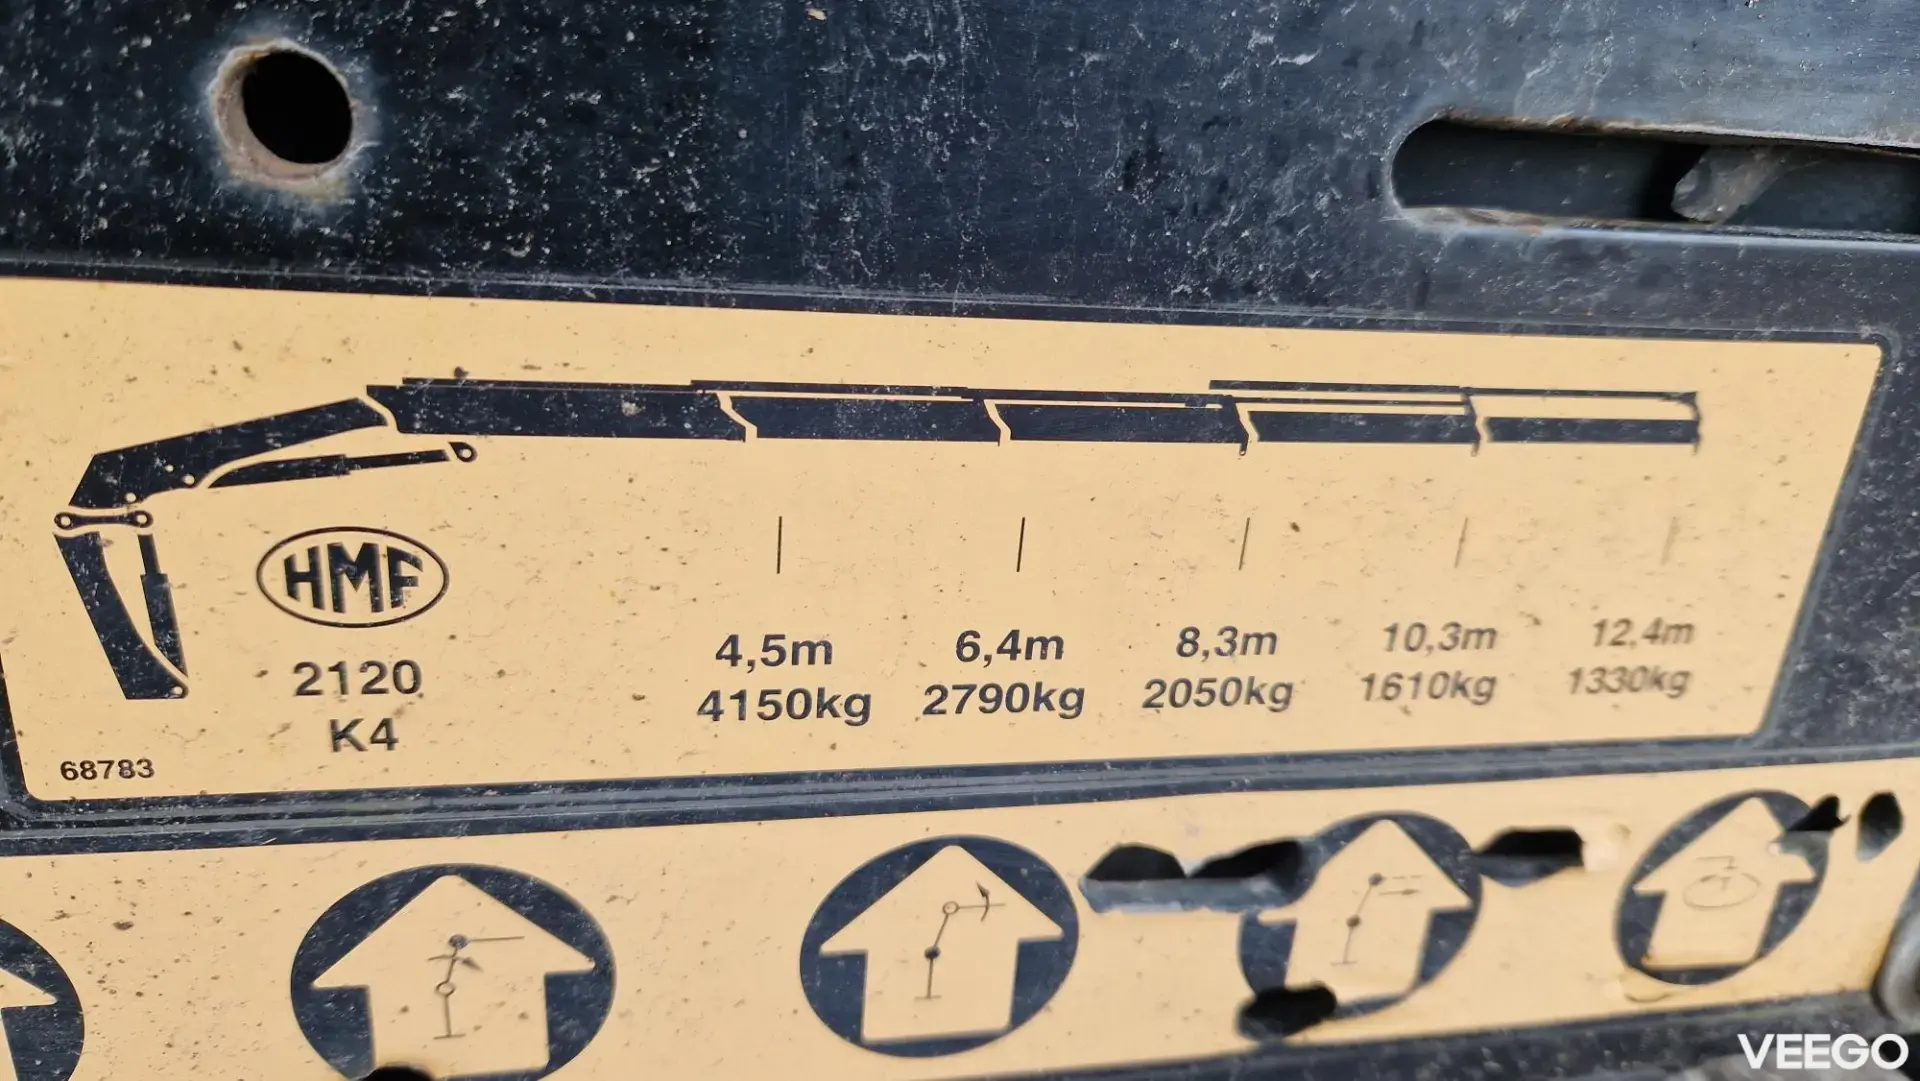 HMF
2120
K4
68783
4,5m 6,4m 8,3m 10,3m 12,4m
4150kg 2790kg 2050kg 1610kg 1330kg
VEEGO